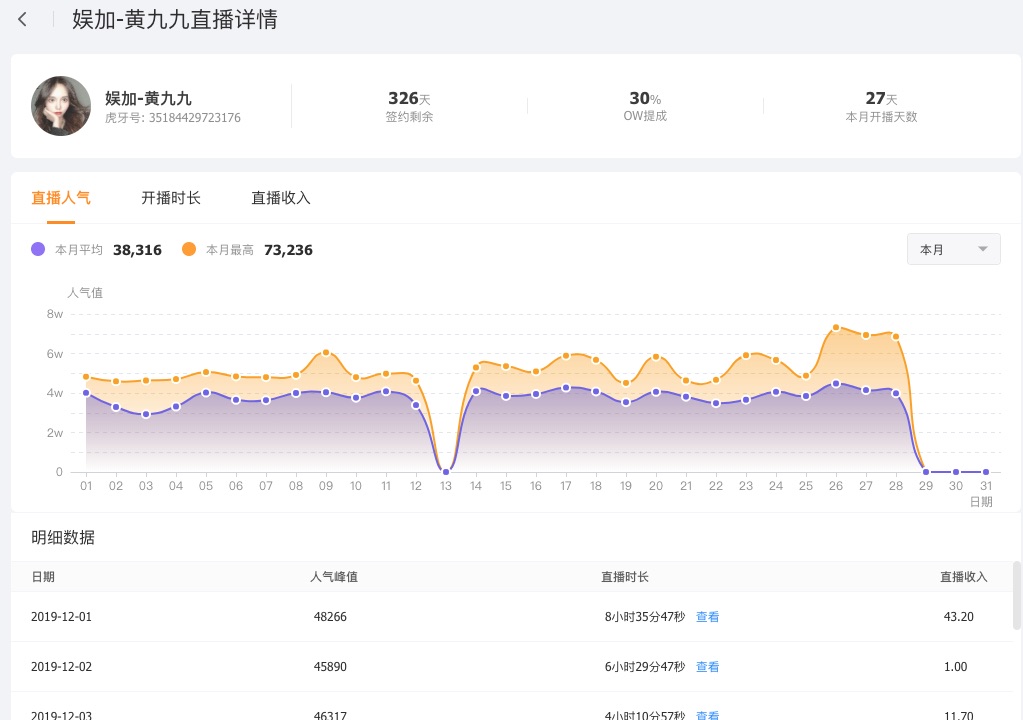 娱加-黄九九直播详情
娱加-黄九九
虎牙号: 35184429723176
326天
签约剩余
30%
OW提成
27天
本月开播天数
直播人气 开播时长 直播收入
本月平均 38,316 本月最高 73,236
本月
人气值
8w
6w
4w
2w
0
01 02 03 04 05 06 07 08 09 10 11 12 13 14 15 16 17 18 19 20 21 22 23 24 25 26 27 28 29 30 31
日期
明细数据
日期 人气峰值 直播时长 直播收入
2019-12-01 48266 8小时35分47秒 查看 43.20
2019-12-02 45890 6小时29分47秒 查看 1.00
2019-12-03 46317 4小时10分57秒 查看 11.70